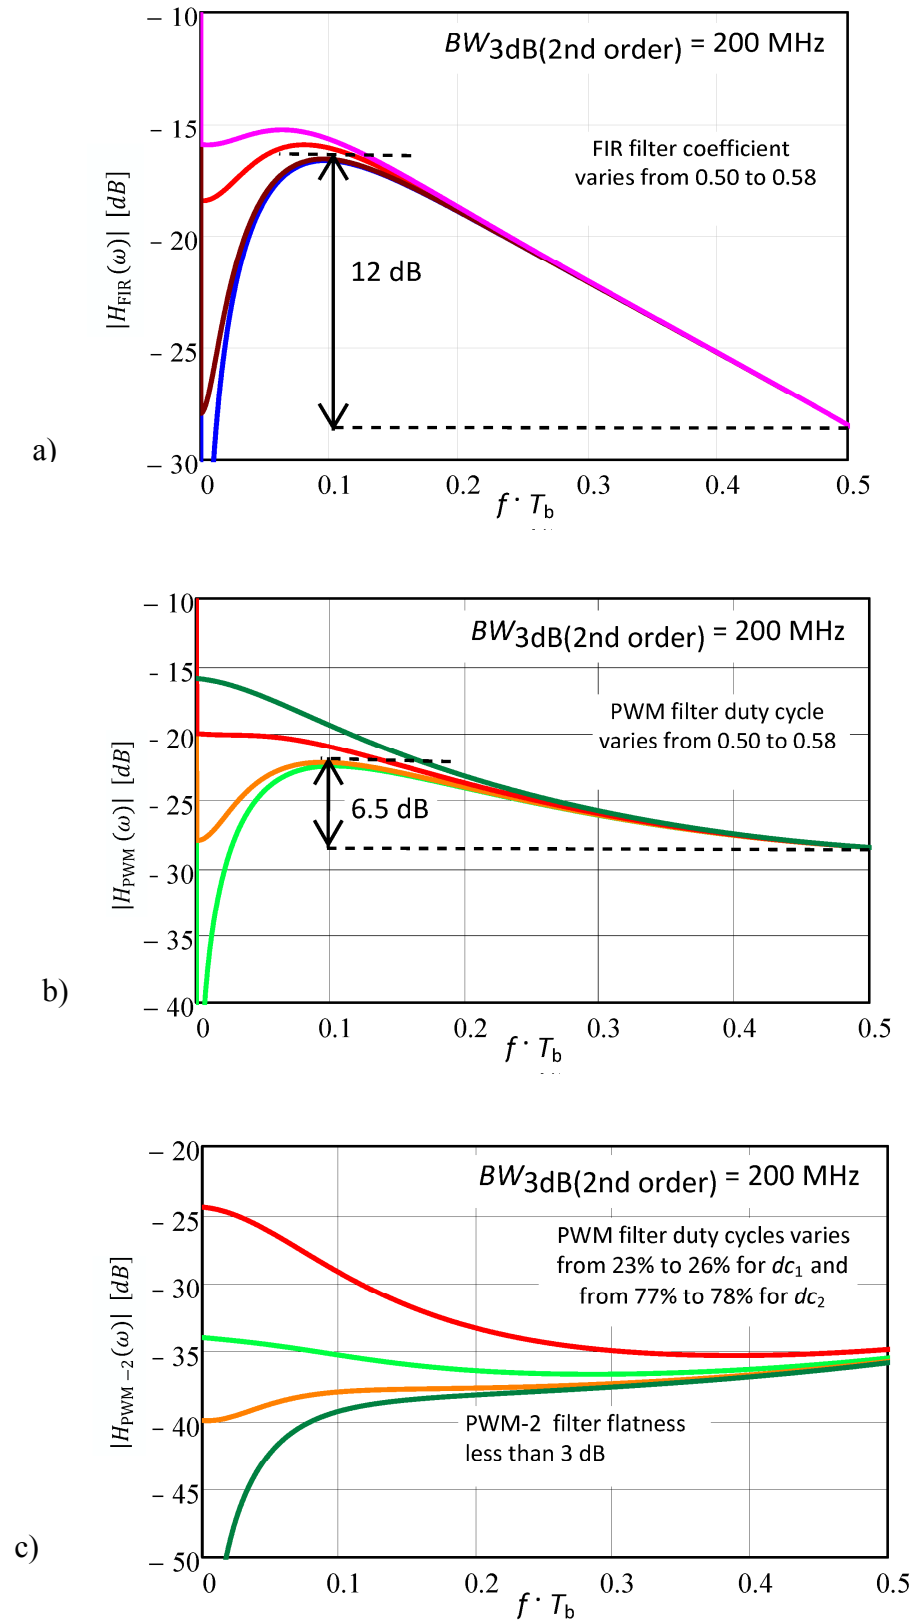 − 10
BW3dB(2nd order) = 200 MHz
− 15
FIR filter coefficient
varies from 0.50 to 0.58
|HFIR (ω)| [dB]
− 20
12 dB
− 25
a)
− 30
0 0.1 0.2 0.3 0.4 0.5
f · Tb
− 10
BW3dB(2nd order) = 200 MHz
− 15
PWM filter duty cycle
varies from 0.50 to 0.58
− 20
|HPWM (ω)| [dB]
− 25
6.5 dB
− 30
− 35
b)
− 40
0 0.1 0.2 0.3 0.4 0.5
f · Tb
− 20
BW3dB(2nd order) = 200 MHz
− 25
PWM filter duty cycles varies
from 23% to 26% for dc1 and
from 77% to 78% for dc2
− 30
|HPWM −2(ω)| [dB]
− 35
− 40
PWM-2 filter flatness
less than 3 dB
− 45
c)
− 50
0 0.1 0.2 0.3 0.4 0.5
f · Tb